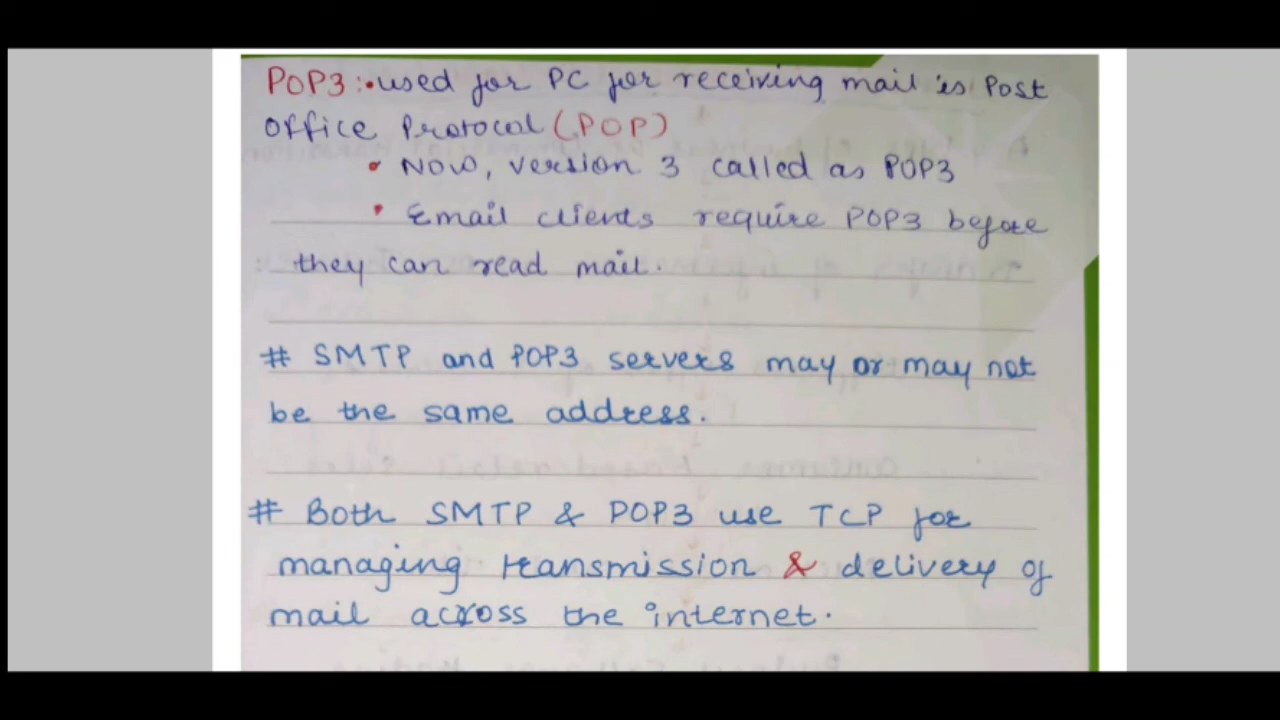 POP3:• used for PC for receiving mail is Post
Office Protocal (POP)
• Now, version 3 called as POP3
• Email clients require POP3 before
they can read mail.
# SMTP and POP3 servers may or may not
be the same address.
# Both SMTP & POP3 use TCP for
managing transmission & delivery of
mail across the internet.